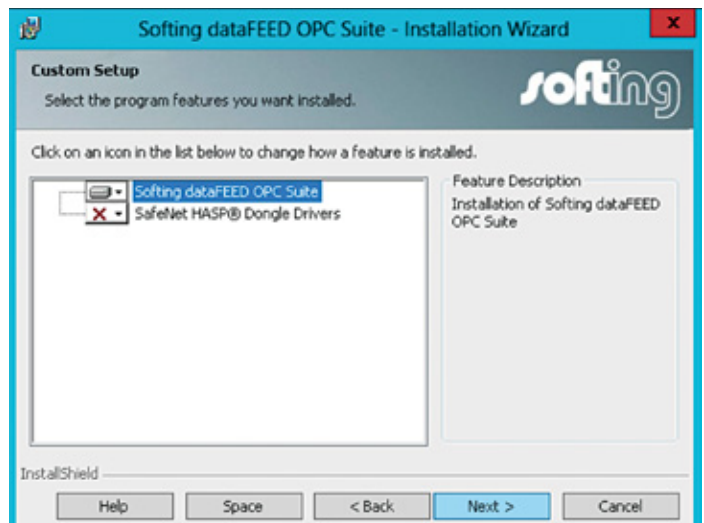 Softing dataFEED OPC Suite - Installation Wizard
x
Custom Setup
Select the program features you want installed.
softing
Click on an icon in the list below to change how a feature is installed.
Softing dataFEED OPC Suite
SafeNet HASP® Dongle Drivers
Feature Description
Installation of Softing dataFEED
OPC Suite
InstallShield
Help
Space
< Back
Next >
Cancel